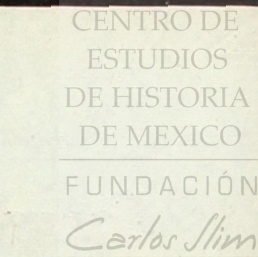 CENTRO DE
ESTUDIOS
DE HISTORIA
DE MEXICO
FUNDACIÓN
Carlos Slim